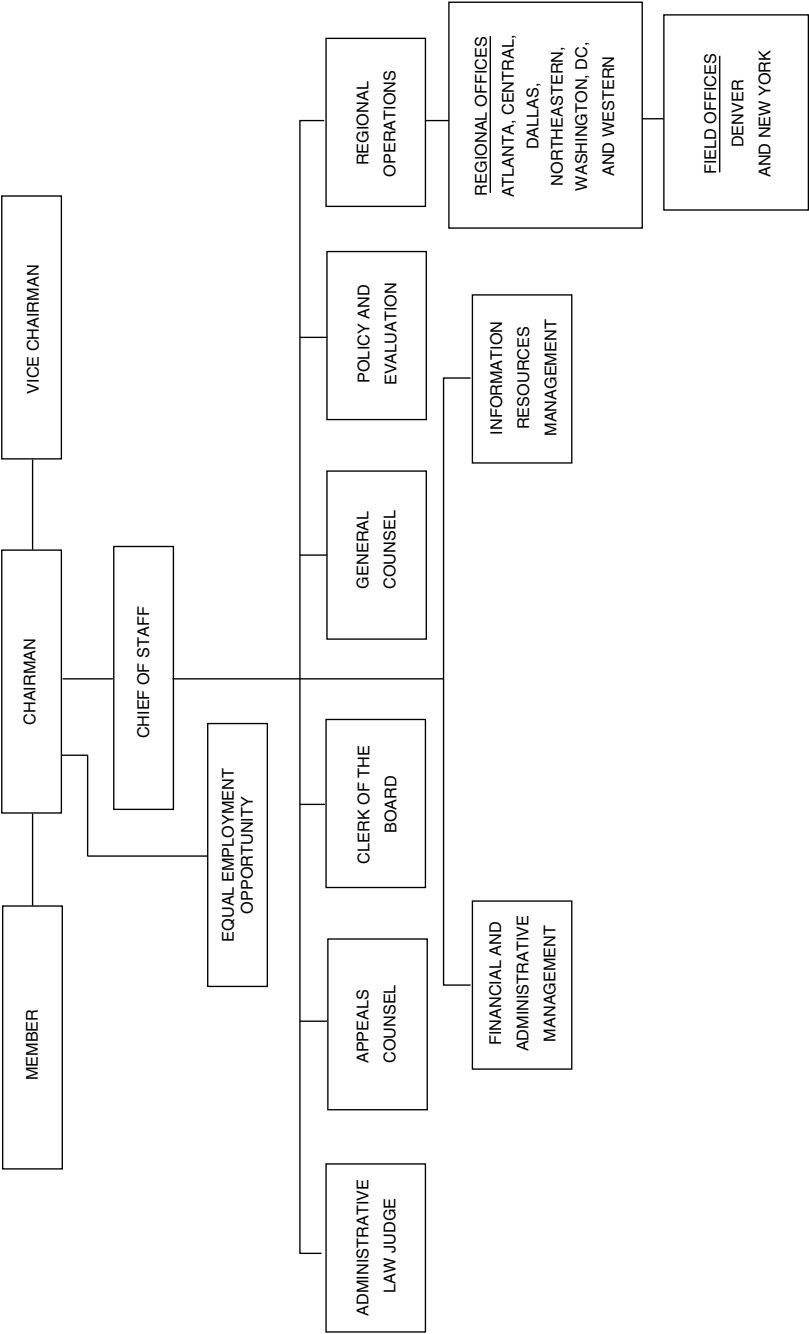 MEMBER
CHAIRMAN
VICE CHAIRMAN
CHIEF OF STAFF
EQUAL EMPLOYMENT
OPPORTUNITY
ADMINISTRATIVE
LAW JUDGE
APPEALS
COUNSEL
CLERK OF THE
BOARD
GENERAL
COUNSEL
POLICY AND
EVALUATION
REGIONAL
OPERATIONS
FINANCIAL AND
ADMINISTRATIVE
MANAGEMENT
INFORMATION
RESOURCES
MANAGEMENT
REGIONAL OFFICES
ATLANTA, CENTRAL,
DALLAS,
NORTHEASTERN,
WASHINGTON, DC,
AND WESTERN
FIELD OFFICES
DENVER
AND NEW YORK